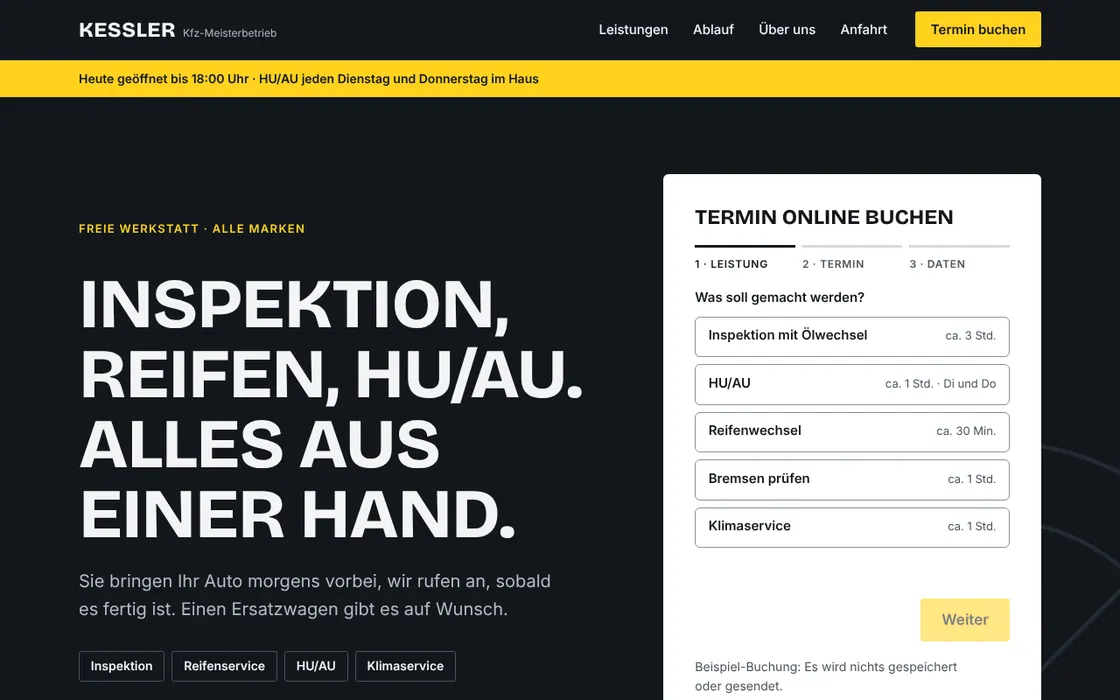 KESSLER Kfz-Meisterbetrieb
Leistungen Ablauf Über uns Anfahrt Termin buchen
Heute geöffnet bis 18:00 Uhr · HU/AU jeden Dienstag und Donnerstag im Haus
FREIE WERKSTATT · ALLE MARKEN
INSPEKTION,
REIFEN, HU/AU.
ALLES AUS
EINER HAND.
Sie bringen Ihr Auto morgens vorbei, wir rufen an, sobald
es fertig ist. Einen Ersatzwagen gibt es auf Wunsch.
Inspektion Reifenservice HU/AU Klimaservice
TERMIN ONLINE BUCHEN
1 · LEISTUNG 2 · TERMIN 3 · DATEN
Was soll gemacht werden?
Inspektion mit Ölwechsel ca. 3 Std.
HU/AU ca. 1 Std. · Di und Do
Reifenwechsel ca. 30 Min.
Bremsen prüfen ca. 1 Std.
Klimaservice ca. 1 Std.
Weiter
Beispiel-Buchung: Es wird nichts gespeichert
oder gesendet.